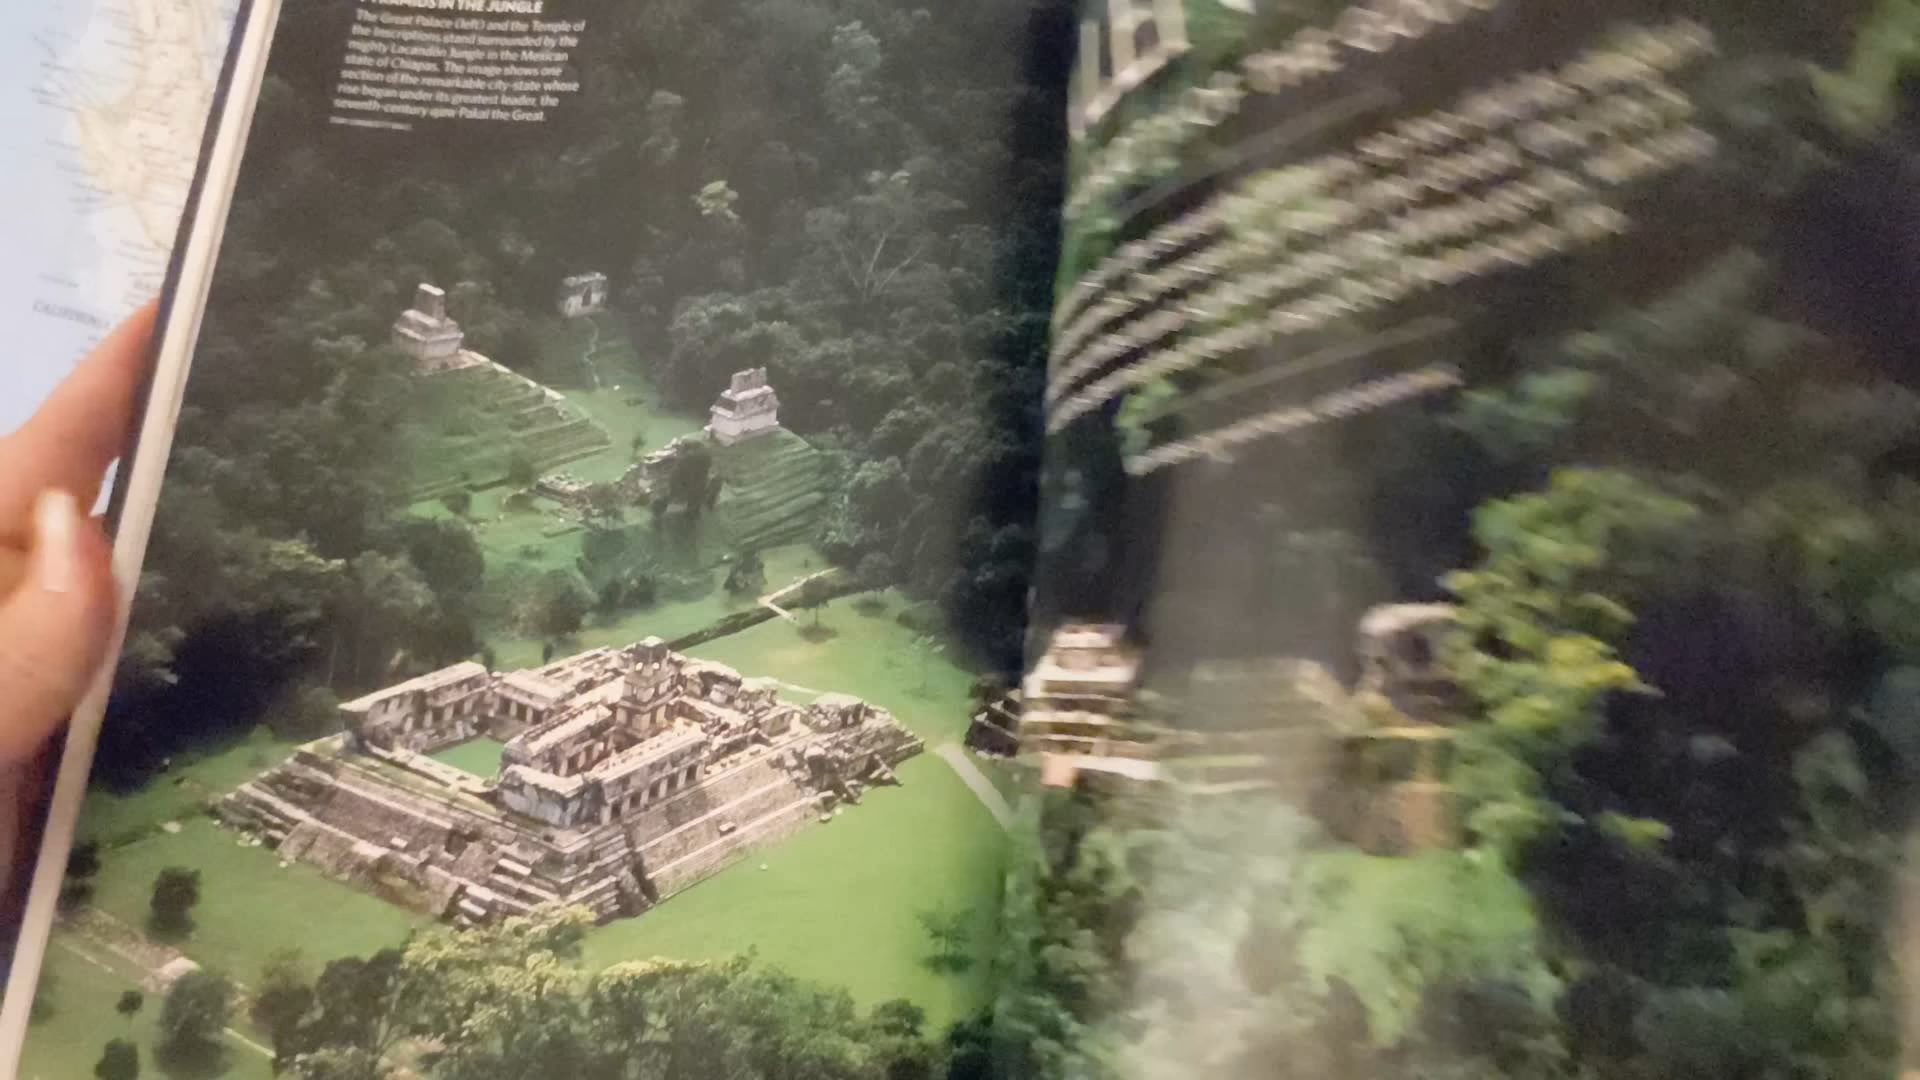 PYRAMIDS IN THE JUNGLE
The Great Palace (left) and the Temple of
the Inscriptions stand surrounded by the
mighty Lacandón Jungle in the Mexican
state of Chiapas. The image shows one
section of the remarkable city-state whose
rise began under its greatest leader, the
seventh-century ajaw Pakal the Great.
CALIFORNIA